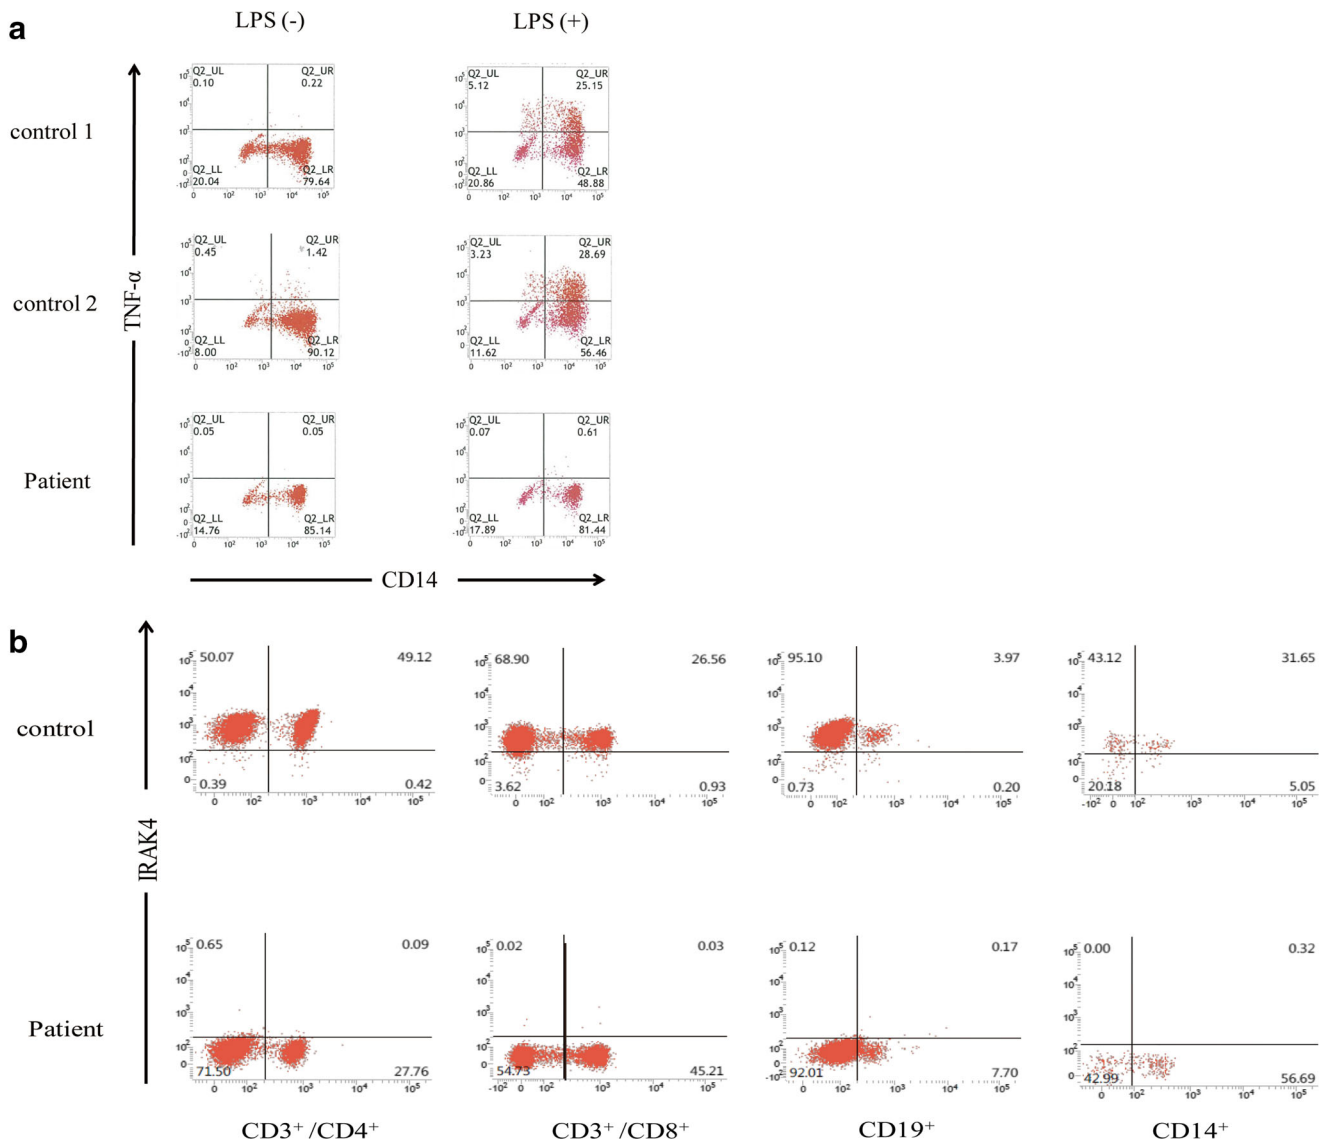 a
LPS (-)
LPS (+)
control 1
Q2_UL
0.10
Q2_UR
0.22
Q2_LL
20.04
Q2_LR
79.64
Q2_UL
5.12
Q2_UR
25.15
Q2_LL
20.86
Q2_LR
48.88
control 2
Q2_UL
0.45
Q2_UR
1.42
Q2_LL
8.00
Q2_LR
90.12
Q2_UL
3.23
Q2_UR
28.69
Q2_LL
11.62
Q2_LR
56.46
TNF-α
Patient
Q2_UL
0.05
Q2_UR
0.05
Q2_LL
14.76
Q2_LR
85.14
Q2_UL
0.07
Q2_UR
0.61
Q2_LL
17.89
Q2_LR
81.44
CD14
b
control
50.07 49.12
0.39 0.42
68.90 26.56
3.62 0.93
95.10 3.97
0.73 0.20
43.12 31.65
20.18 5.05
IRAK4
Patient
0.65 0.09
71.50 27.76
0.02 0.03
54.73 45.21
0.12 0.17
92.01 7.70
0.00 0.32
42.99 56.69
CD3⁺/CD4⁺
CD3⁺/CD8⁺
CD19⁺
CD14⁺